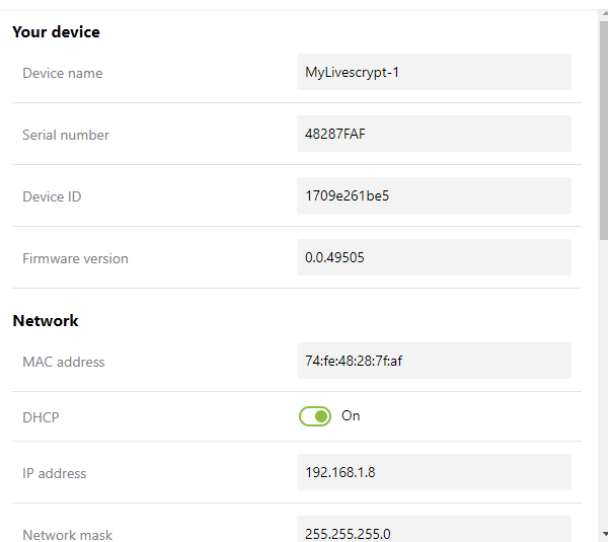 Your device
Device name MyLivescrypt-1
Serial number 48287FAF
Device ID 1709e261be5
Firmware version 0.0.49505
Network
MAC address 74:fe:48:28:7f:af
DHCP On
IP address 192.168.1.8
Network mask 255.255.255.0